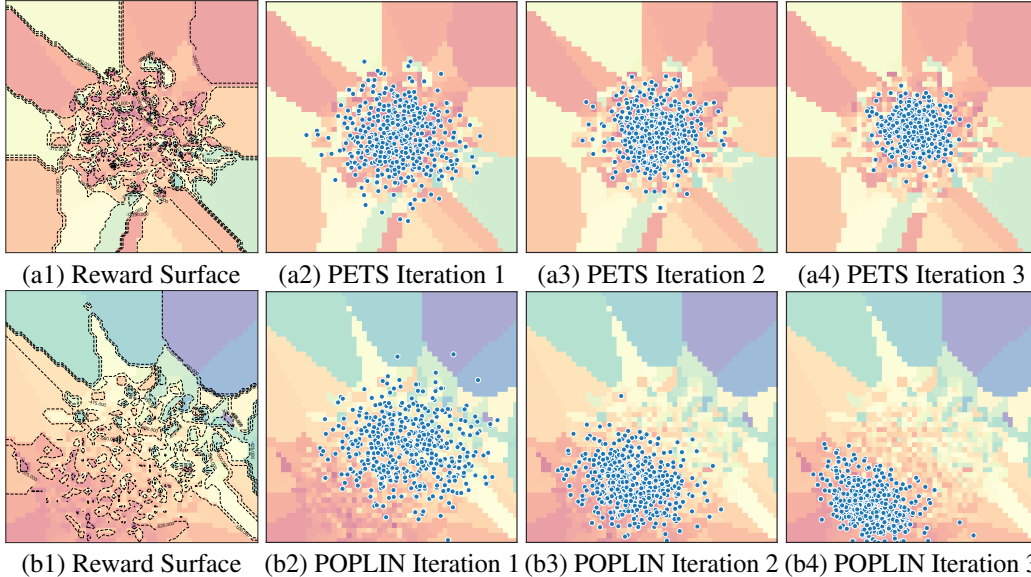 (a1) Reward Surface
(a2) PETS Iteration 1
(a3) PETS Iteration 2
(a4) PETS Iteration 3
(b1) Reward Surface
(b2) POPLIN Iteration 1
(b3) POPLIN Iteration 2
(b4) POPLIN Iteration 3